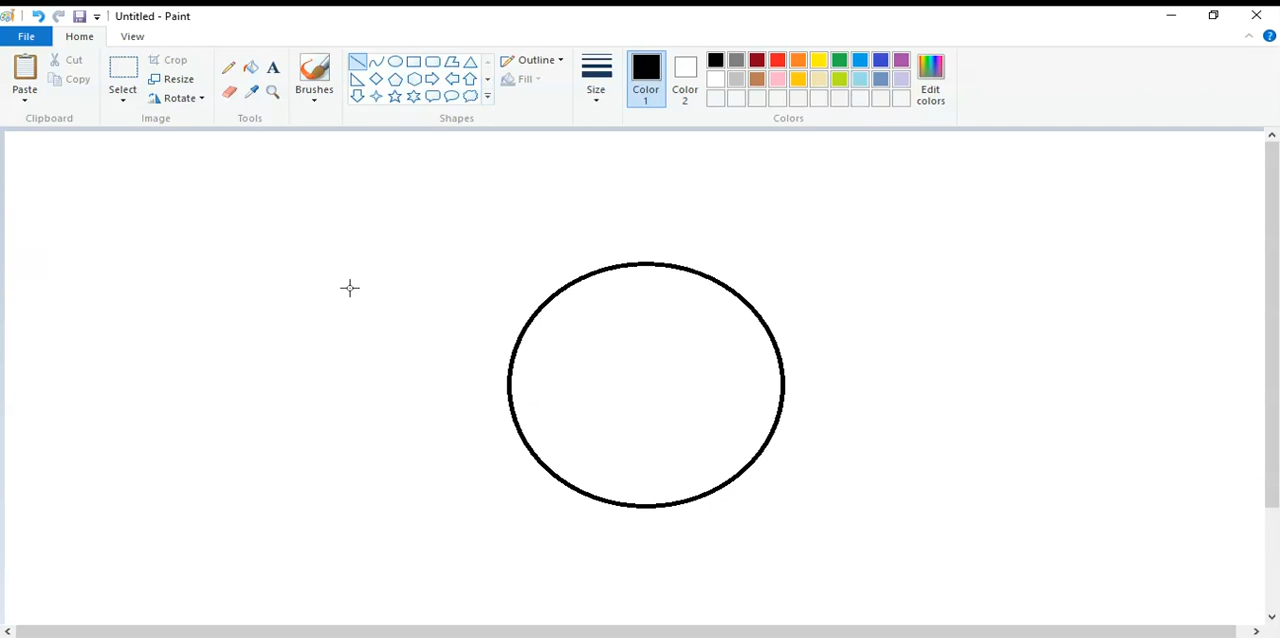 Untitled - Paint
File Home View
Paste
Cut
Copy
Clipboard
Select
Crop
Resize
Rotate
Image
A
Tools
Brushes
Shapes
Outline
Fill
Size
Color 1
Color 2
Edit colors
Colors